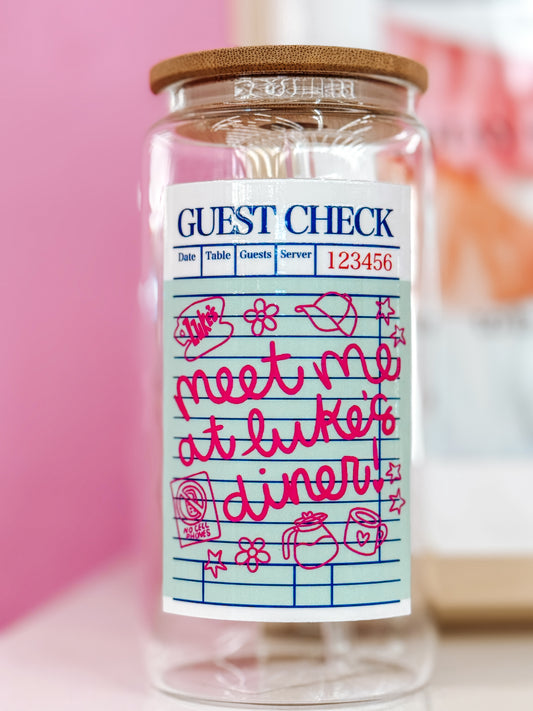 GUEST CHECK
Date Table Guests Server 123456
Luke's
meet me
at luke's
diner!
NO CELL
PHONES